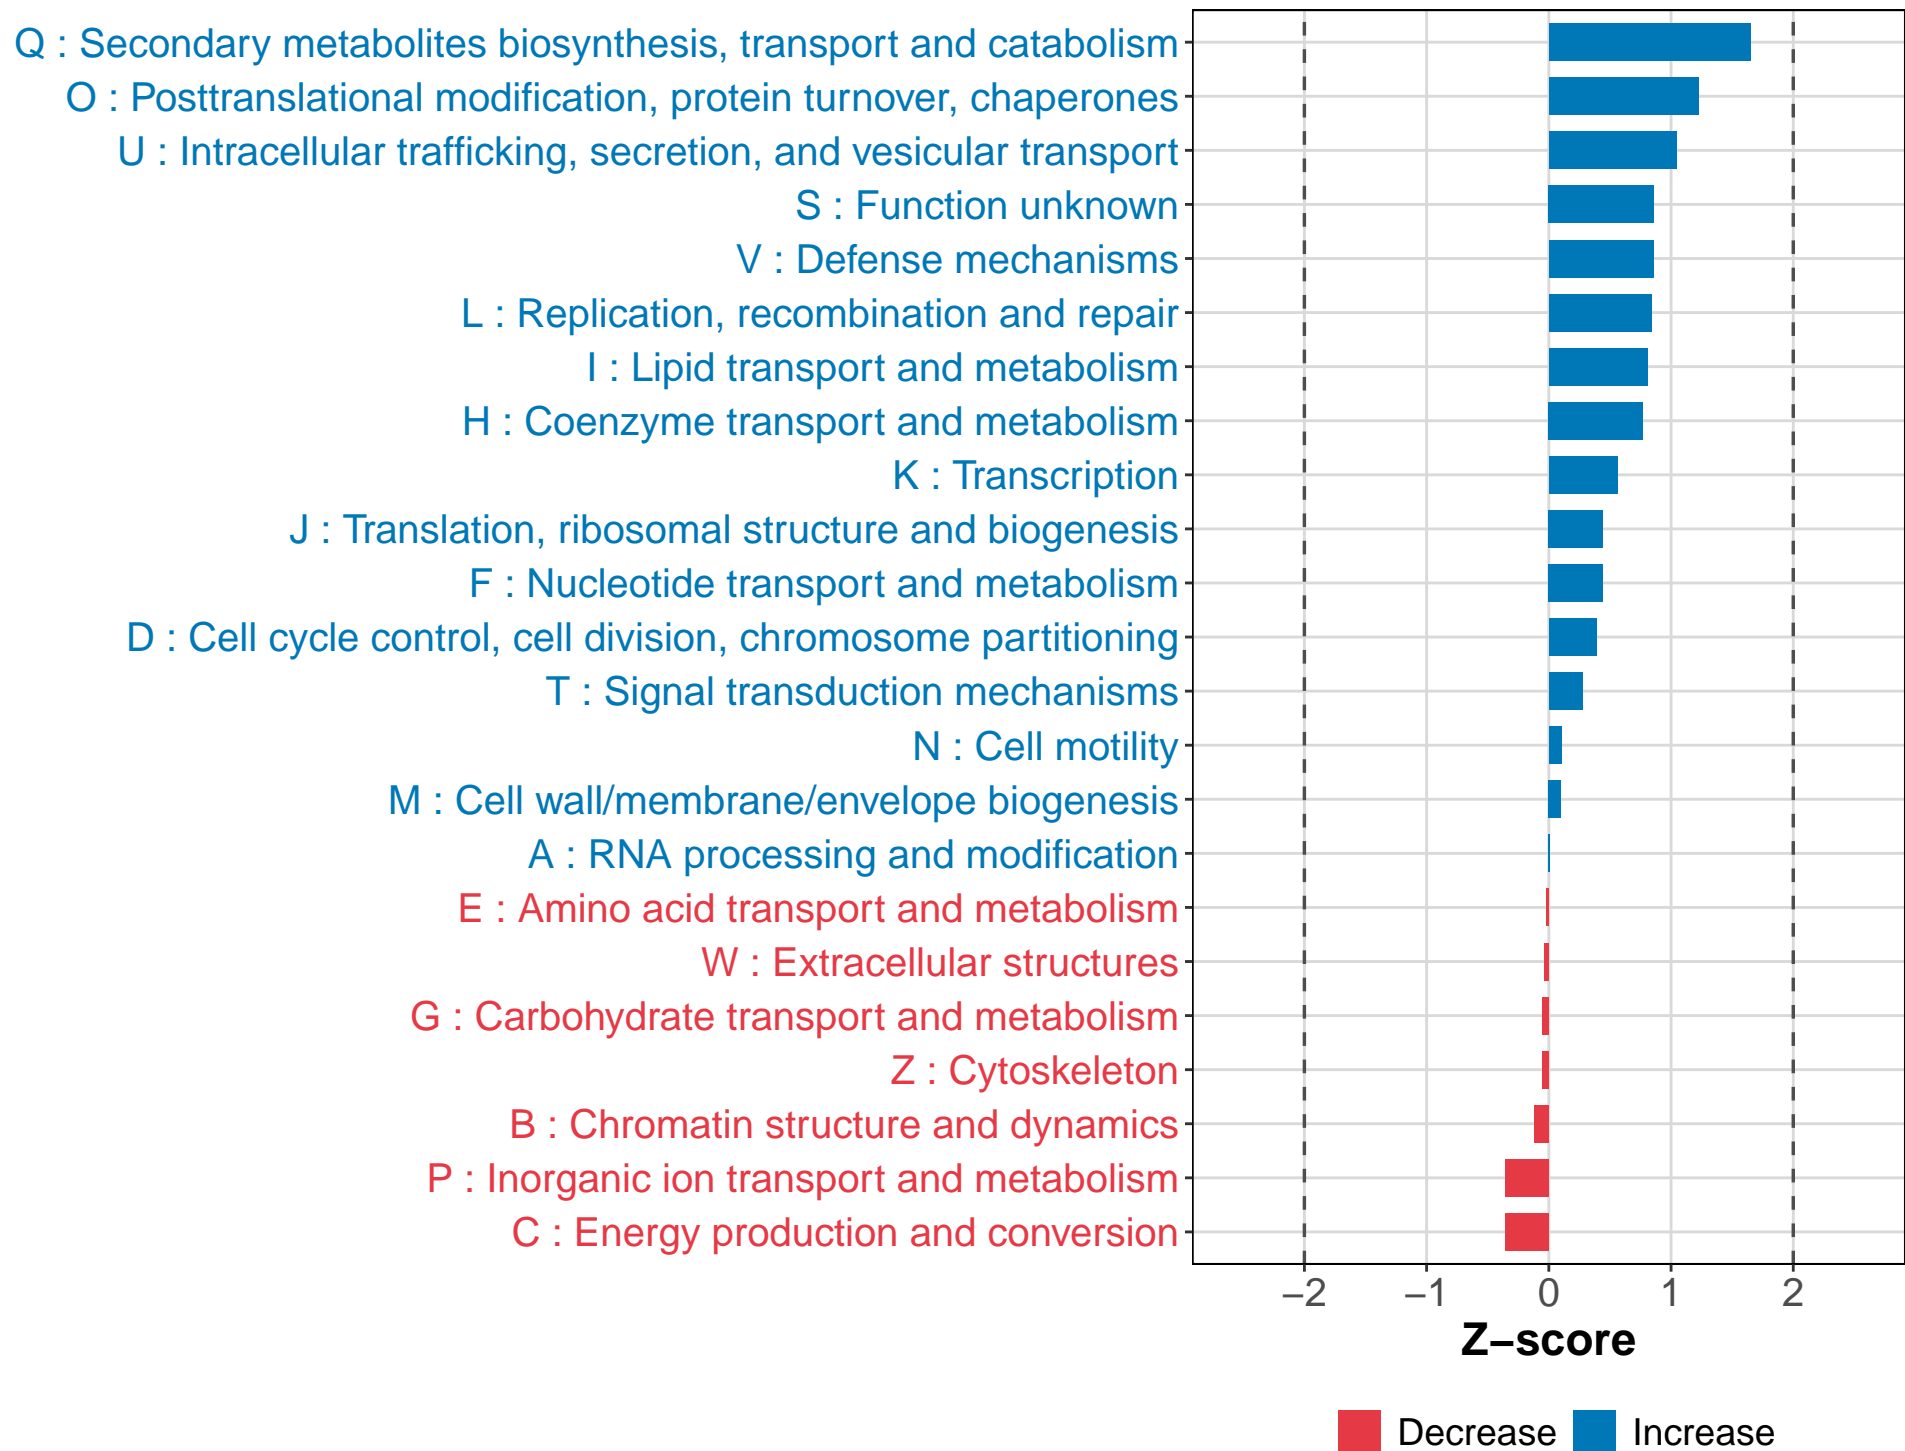 Q : Secondary metabolites biosynthesis, transport and catabolism
O : Posttranslational modification, protein turnover, chaperones
U : Intracellular trafficking, secretion, and vesicular transport
S : Function unknown
V : Defense mechanisms
L : Replication, recombination and repair
I : Lipid transport and metabolism
H : Coenzyme transport and metabolism
K : Transcription
J : Translation, ribosomal structure and biogenesis
F : Nucleotide transport and metabolism
D : Cell cycle control, cell division, chromosome partitioning
T : Signal transduction mechanisms
N : Cell motility
M : Cell wall/membrane/envelope biogenesis
A : RNA processing and modification
E : Amino acid transport and metabolism
W : Extracellular structures
G : Carbohydrate transport and metabolism
Z : Cytoskeleton
B : Chromatin structure and dynamics
P : Inorganic ion transport and metabolism
C : Energy production and conversion
−2 −1 0 1 2
Z−score
Decrease Increase